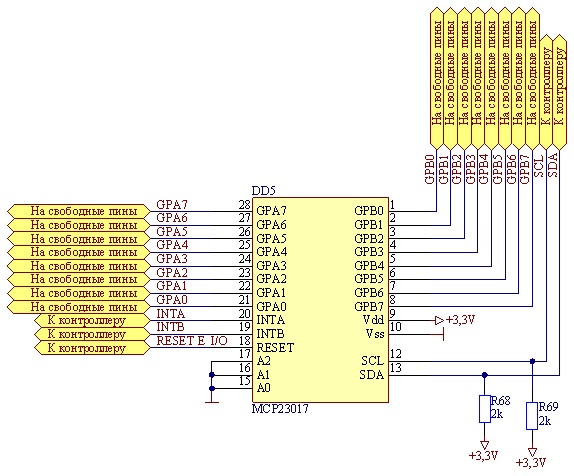 На свободные пины
На свободные пины
На свободные пины
На свободные пины
На свободные пины
На свободные пины
На свободные пины
На свободные пины
К контроллеру
К контроллеру
GPB0
GPB1
GPB2
GPB3
GPB4
GPB5
GPB6
GPB7
SCL
SDA
DD5
На свободные пины GPA7 28 GPA7 GPB0 1
На свободные пины GPA6 27 GPA6 GPB1 2
На свободные пины GPA5 26 GPA5 GPB2 3
На свободные пины GPA4 25 GPA4 GPB3 4
На свободные пины GPA3 24 GPA3 GPB4 5
На свободные пины GPA2 23 GPA2 GPB5 6
На свободные пины GPA1 22 GPA1 GPB6 7
На свободные пины GPA0 21 GPA0 GPB7 8
К контроллеру INTA 20 INTA Vdd 9 +3,3V
К контроллеру INTB 19 INTB Vss 10
К контроллеру RESET E I/O 18 RESET
17 A2 SCL 12
16 A1 SDA 13
15 A0
MCP23017
R68
2k
R69
2k
+3,3V
+3,3V